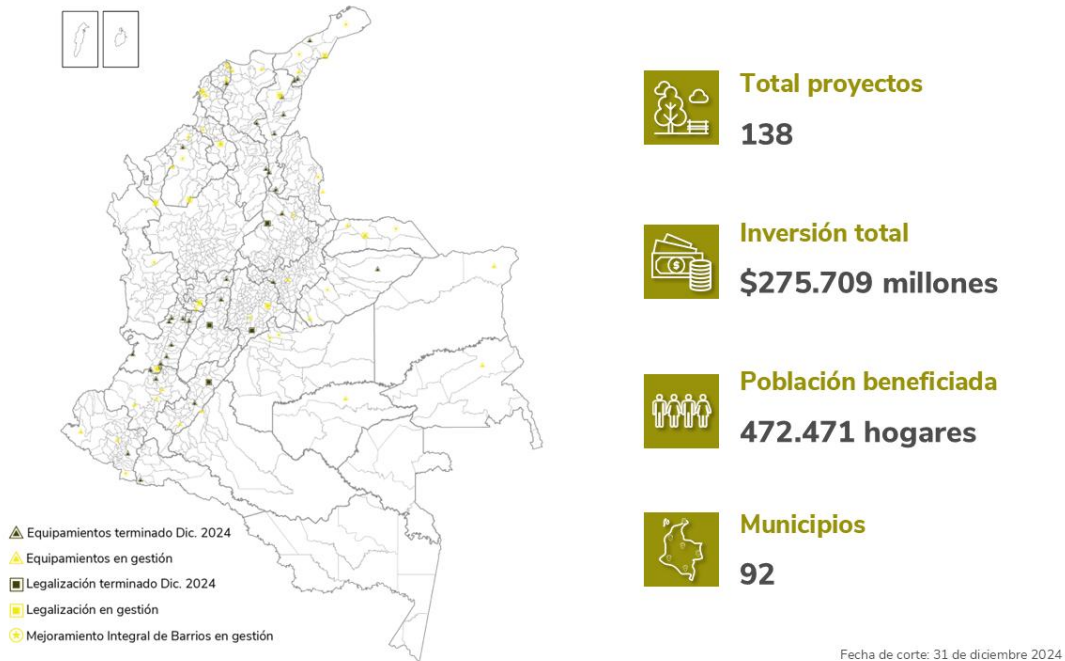 Total proyectos
138
Inversión total
$275.709 millones
Población beneficiada
472.471 hogares
Municipios
92
Equipamientos terminado Dic. 2024
Equipamientos en gestión
Legalización terminado Dic. 2024
Legalización en gestión
Mejoramiento Integral de Barrios en gestión
Fecha de corte: 31 de diciembre 2024